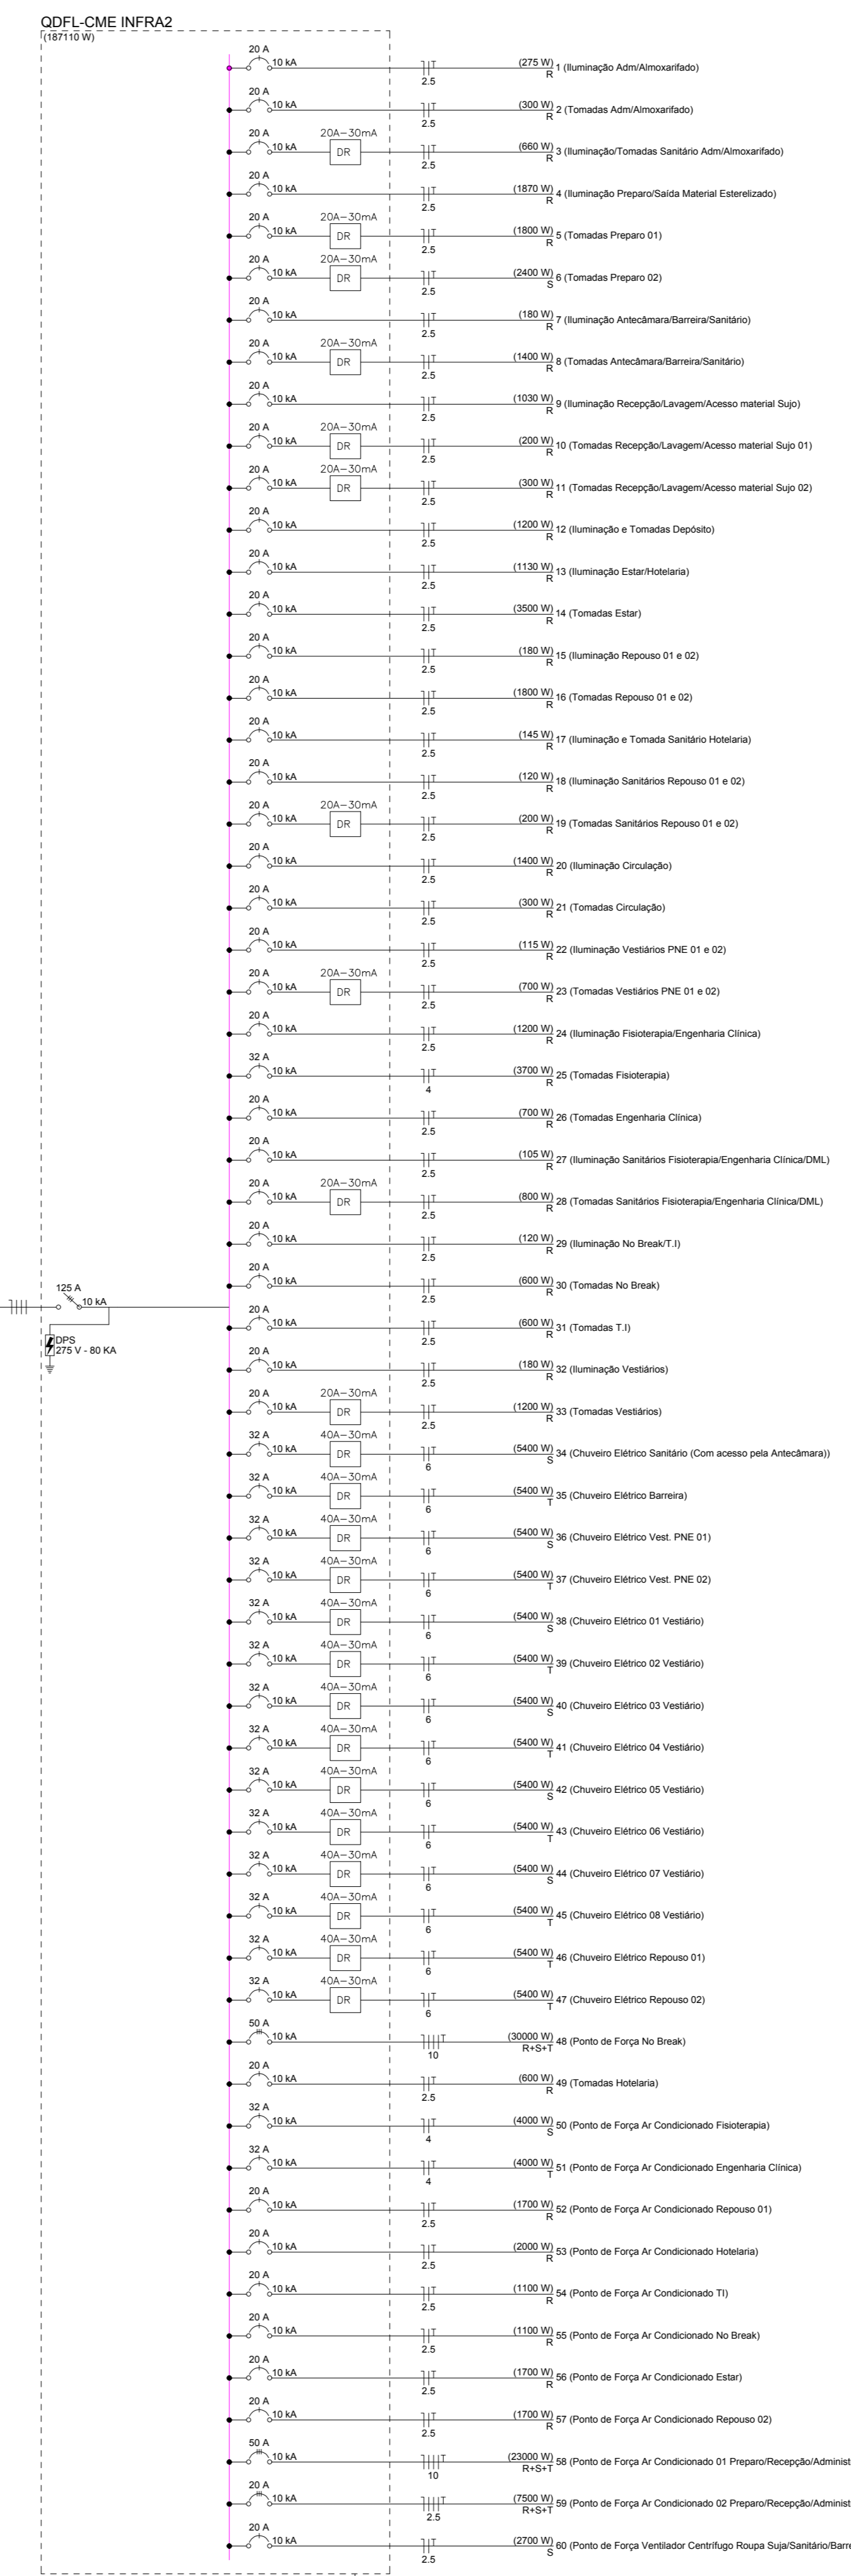 QDFL-CME INFRA2
(187110 W)
20 A
10 kA
2.5
(275 W)
R
1 (Iluminação Adm/Almoxarifado)
20 A
10 kA
2.5
(300 W)
R
2 (Tomadas Adm/Almoxarifado)
20 A
10 kA
20A-30mA
DR
2.5
(660 W)
R
3 (Iluminação/Tomadas Sanitário Adm/Almoxarifado)
20 A
10 kA
2.5
(1870 W)
R
4 (Iluminação Preparo/Saída Material Esterelizado)
20 A
10 kA
20A-30mA
DR
2.5
(1800 W)
R
5 (Tomadas Preparo 01)
20 A
10 kA
20A-30mA
DR
2.5
(2400 W)
S
6 (Tomadas Preparo 02)
20 A
10 kA
2.5
(180 W)
R
7 (Iluminação Antecâmara/Barreira/Sanitário)
20 A
10 kA
20A-30mA
DR
2.5
(1400 W)
R
8 (Tomadas Antecâmara/Barreira/Sanitário)
20 A
10 kA
2.5
(1030 W)
R
9 (Iluminação Recepção/Lavagem/Acesso material Sujo)
20 A
10 kA
20A-30mA
DR
2.5
(200 W)
R
10 (Tomadas Recepção/Lavagem/Acesso material Sujo 01)
20 A
10 kA
20A-30mA
DR
2.5
(300 W)
R
11 (Tomadas Recepção/Lavagem/Acesso material Sujo 02)
20 A
10 kA
2.5
(1200 W)
R
12 (Iluminação e Tomadas Depósito)
20 A
10 kA
2.5
(1130 W)
R
13 (Iluminação Estar/Hotelaria)
20 A
10 kA
2.5
(3500 W)
R
14 (Tomadas Estar)
20 A
10 kA
2.5
(180 W)
R
15 (Iluminação Repouso 01 e 02)
20 A
10 kA
2.5
(1800 W)
R
16 (Tomadas Repouso 01 e 02)
20 A
10 kA
2.5
(145 W)
R
17 (Iluminação e Tomada Sanitário Hotelaria)
20 A
10 kA
2.5
(120 W)
R
18 (Iluminação Sanitários Repouso 01 e 02)
20 A
10 kA
20A-30mA
DR
2.5
(200 W)
R
19 (Tomadas Sanitários Repouso 01 e 02)
20 A
10 kA
2.5
(1400 W)
R
20 (Iluminação Circulação)
20 A
10 kA
2.5
(300 W)
R
21 (Tomadas Circulação)
20 A
10 kA
2.5
(115 W)
R
22 (Iluminação Vestiários PNE 01 e 02)
20 A
10 kA
20A-30mA
DR
2.5
(700 W)
R
23 (Tomadas Vestiários PNE 01 e 02)
20 A
10 kA
2.5
(1200 W)
R
24 (Iluminação Fisioterapia/Engenharia Clínica)
32 A
10 kA
4
(3700 W)
R
25 (Tomadas Fisioterapia)
20 A
10 kA
2.5
(700 W)
R
26 (Tomadas Engenharia Clínica)
20 A
10 kA
2.5
(105 W)
R
27 (Iluminação Sanitários Fisioterapia/Engenharia Clínica/DML)
20 A
10 kA
20A-30mA
DR
2.5
(800 W)
R
28 (Tomadas Sanitários Fisioterapia/Engenharia Clínica/DML)
20 A
10 kA
2.5
(120 W)
R
29 (Iluminação No Break/T.I)
20 A
10 kA
2.5
(600 W)
R
30 (Tomadas No Break)
125 A
10 kA
DPS
275 V - 80 KA
20 A
10 kA
2.5
(600 W)
R
31 (Tomadas T.I)
20 A
10 kA
2.5
(180 W)
R
32 (Iluminação Vestiários)
20 A
10 kA
20A-30mA
DR
2.5
(1200 W)
R
33 (Tomadas Vestiários)
32 A
10 kA
40A-30mA
DR
6
(5400 W)
S
34 (Chuveiro Elétrico Sanitário (Com acesso pela Antecâmara))
32 A
10 kA
40A-30mA
DR
6
(5400 W)
T
35 (Chuveiro Elétrico Barreira)
32 A
10 kA
40A-30mA
DR
6
(5400 W)
S
36 (Chuveiro Elétrico Vest. PNE 01)
32 A
10 kA
40A-30mA
DR
6
(5400 W)
T
37 (Chuveiro Elétrico Vest. PNE 02)
32 A
10 kA
40A-30mA
DR
6
(5400 W)
S
38 (Chuveiro Elétrico 01 Vestiário)
32 A
10 kA
40A-30mA
DR
6
(5400 W)
T
39 (Chuveiro Elétrico 02 Vestiário)
32 A
10 kA
40A-30mA
DR
6
(5400 W)
S
40 (Chuveiro Elétrico 03 Vestiário)
32 A
10 kA
40A-30mA
DR
6
(5400 W)
T
41 (Chuveiro Elétrico 04 Vestiário)
32 A
10 kA
40A-30mA
DR
6
(5400 W)
S
42 (Chuveiro Elétrico 05 Vestiário)
32 A
10 kA
40A-30mA
DR
6
(5400 W)
T
43 (Chuveiro Elétrico 06 Vestiário)
32 A
10 kA
40A-30mA
DR
6
(5400 W)
S
44 (Chuveiro Elétrico 07 Vestiário)
32 A
10 kA
40A-30mA
DR
6
(5400 W)
T
45 (Chuveiro Elétrico 08 Vestiário)
32 A
10 kA
40A-30mA
DR
6
(5400 W)
T
46 (Chuveiro Elétrico Repouso 01)
32 A
10 kA
40A-30mA
DR
6
(5400 W)
T
47 (Chuveiro Elétrico Repouso 02)
50 A
10 kA
10
(30000 W)
R+S+T
48 (Ponto de Força No Break)
20 A
10 kA
2.5
(600 W)
R
49 (Tomadas Hotelaria)
32 A
10 kA
4
(4000 W)
S
50 (Ponto de Força Ar Condicionado Fisioterapia)
32 A
10 kA
4
(4000 W)
T
51 (Ponto de Força Ar Condicionado Engenharia Clínica)
20 A
10 kA
2.5
(1700 W)
R
52 (Ponto de Força Ar Condicionado Repouso 01)
20 A
10 kA
2.5
(2000 W)
R
53 (Ponto de Força Ar Condicionado Hotelaria)
20 A
10 kA
2.5
(1100 W)
R
54 (Ponto de Força Ar Condicionado TI)
20 A
10 kA
2.5
(1100 W)
R
55 (Ponto de Força Ar Condicionado No Break)
20 A
10 kA
2.5
(1700 W)
R
56 (Ponto de Força Ar Condicionado Estar)
20 A
10 kA
2.5
(1700 W)
R
57 (Ponto de Força Ar Condicionado Repouso 02)
50 A
10 kA
10
(23000 W)
R+S+T
58 (Ponto de Força Ar Condicionado 01 Preparo/Recepção/Administ
20 A
10 kA
2.5
(7500 W)
R+S+T
59 (Ponto de Força Ar Condicionado 02 Preparo/Recepção/Administ
20 A
10 kA
2.5
(2700 W)
S
60 (Ponto de Força Ventilador Centrífugo Roupa Suja/Sanitário/Barre